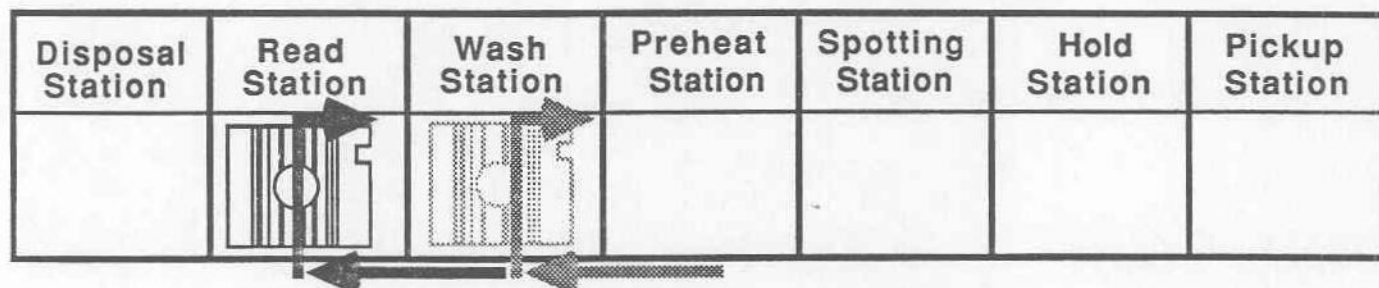 Disposal
Station
Read
Station
Wash
Station
Preheat
Station
Spotting
Station
Hold
Station
Pickup
Station